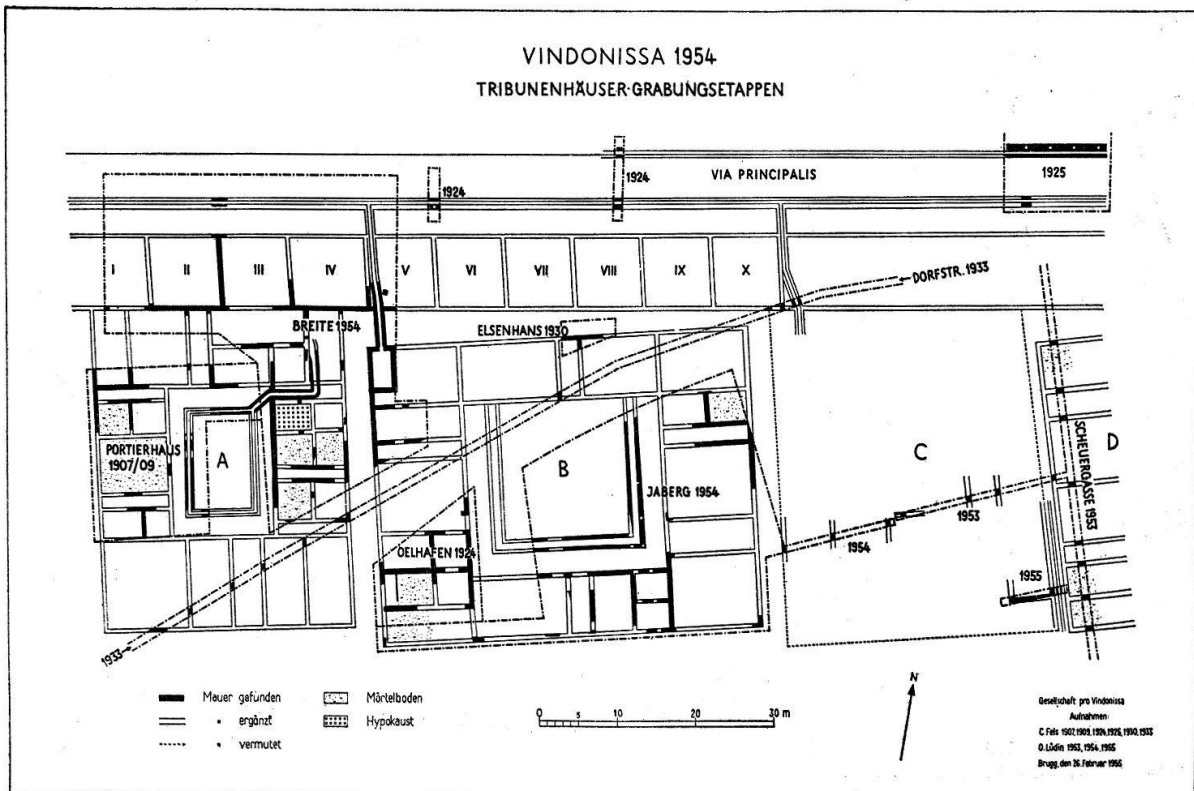 VINDONISSA 1954
TRIBUNENHÄUSER·GRABUNGSETAPPEN
VIA PRINCIPALIS
1925
1924
1924
I II III IV V VI VII VIII IX X
DORFSTR. 1933
BREITE 1954
ELSENHANS 1930
PORTIERHAUS
1907/09
A
B
C
D
SCHEUERGASSE 1953
JABERG 1954
OELHAFEN 1924
1953
1954
1955
1933
Mauer gefunden
" ergänzt
" vermutet
Mörtelboden
Hypokaust
0 5 10 20 30 m
N
Gesellschaft pro Vindonissa
Aufnahmen:
C. Fels 1907, 1909, 1924, 1925, 1930, 1933
O. Lüdin 1953, 1954, 1955
Brugg, den 26. Februar 1955